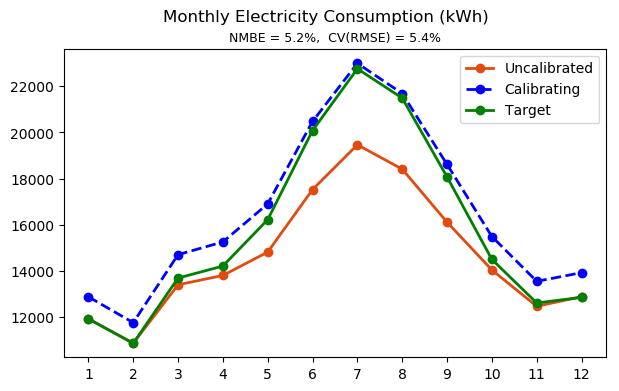 Monthly Electricity Consumption (kWh)
NMBE = 5.2%, CV(RMSE) = 5.4%
Uncalibrated
Calibrating
Target
22000
20000
18000
16000
14000
12000
1 2 3 4 5 6 7 8 9 10 11 12